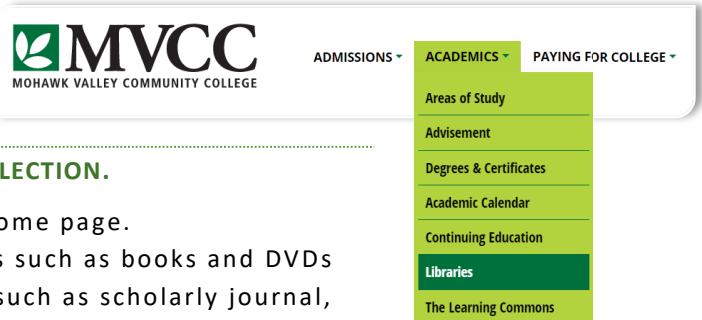 MVCC
MOHAWK VALLEY COMMUNITY COLLEGE
ADMISSIONS ACADEMICS PAYING FOR COLLEGE
Areas of Study
Advisement
Degrees & Certificates
Academic Calendar
Continuing Education
Libraries
The Learning Commons
LECTION.
ome page.
s such as books and DVDs
such as scholarly journal,